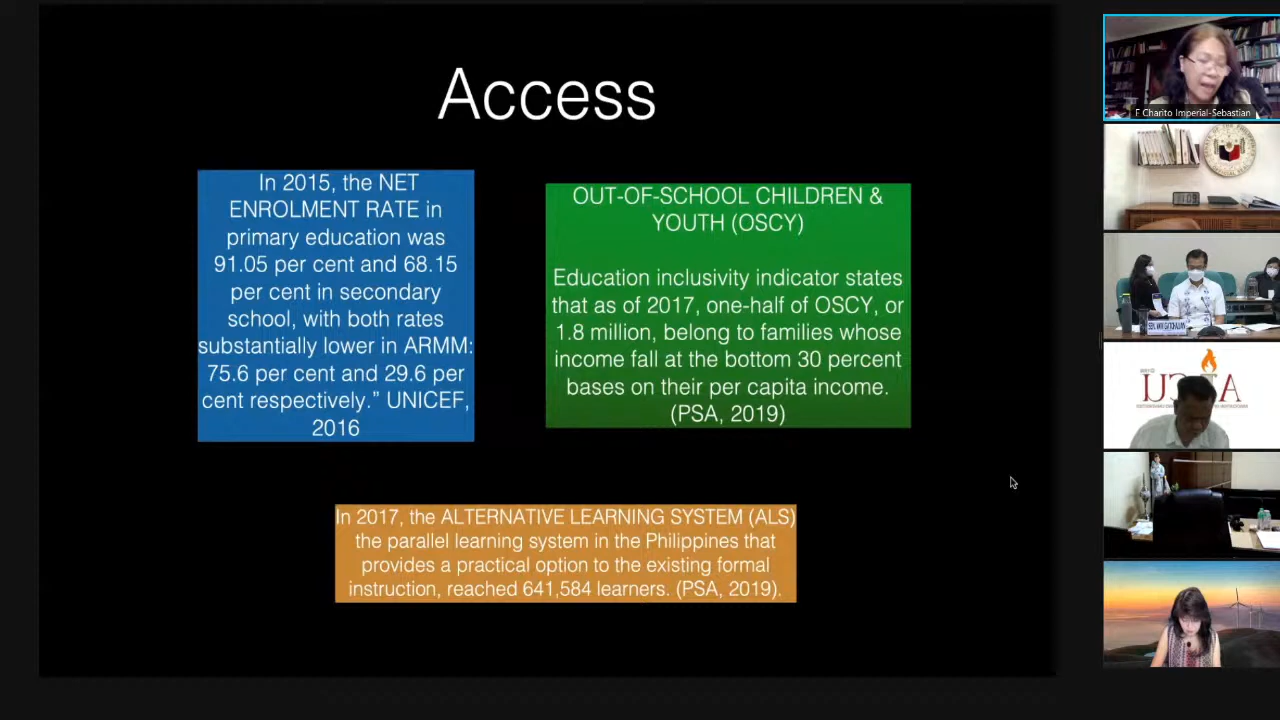 Access
In 2015, the NET
ENROLMENT RATE in
primary education was
91.05 per cent and 68.15
per cent in secondary
school, with both rates
substantially lower in ARMM:
75.6 per cent and 29.6 per
cent respectively.” UNICEF,
2016
OUT-OF-SCHOOL CHILDREN &
YOUTH (OSCY)
Education inclusivity indicator states
that as of 2017, one-half of OSCY, or
1.8 million, belong to families whose
income fall at the bottom 30 percent
bases on their per capita income.
(PSA, 2019)
In 2017, the ALTERNATIVE LEARNING SYSTEM (ALS)
the parallel learning system in the Philippines that
provides a practical option to the existing formal
instruction, reached 641,584 learners. (PSA, 2019).
F Charito Imperial-Sebastian
SEN. WIN GATCHALIAN